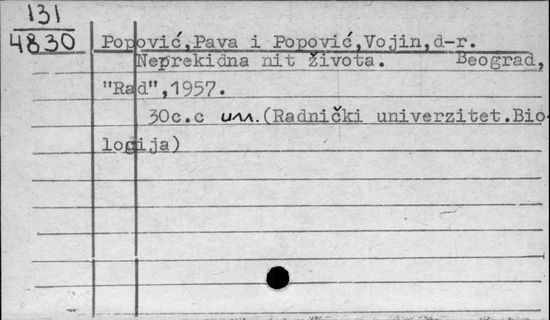 131
4830
Popović,Pava i Popović,Vojin,d-r.
Neprekidna nit života. Beograd,
"Rad",1957.
30c.c илл.(Radnički univerzitet.Bio-
logija)